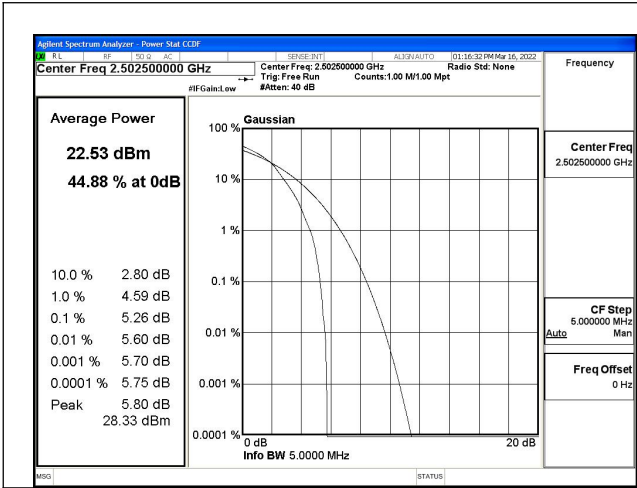 Agilent Spectrum Analyzer - Power Stat CCDF
RL RF 50 Ω AC SENSE:INT ALIGNAUTO 01:16:32 PM Mar 16, 2022
Center Freq 2.502500000 GHz
Center Freq: 2.502500000 GHz Radio Std: None
Trig: Free Run Counts:1.00 M/1.00 Mpt
#IFGain:Low #Atten: 40 dB
Frequency
Average Power
22.53 dBm
44.88 % at 0dB
10.0 % 2.80 dB
1.0 % 4.59 dB
0.1 % 5.26 dB
0.01 % 5.60 dB
0.001 % 5.70 dB
0.0001 % 5.75 dB
Peak 5.80 dB
28.33 dBm
Gaussian
100 %
10 %
1 %
0.1 %
0.01 %
0.001 %
0.0001 %
0 dB 20 dB
Info BW 5.0000 MHz
Center Freq
2.502500000 GHz
CF Step
5.000000 MHz
Auto Man
Freq Offset
0 Hz
MSG STATUS